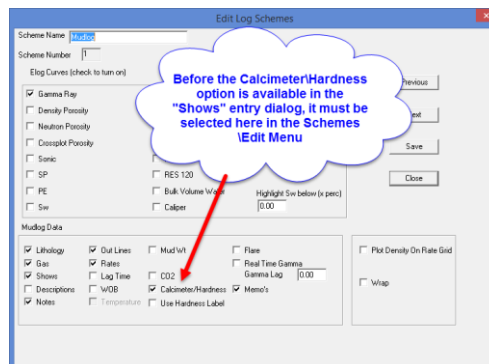 Edit Log Schemes
Scheme Name Mudlog
Scheme Number 1
Elog Curves (check to turn on)
Before the Calcimeter\Hardness
option is available in the
"Shows" entry dialog, it must be
selected here in the Schemes
\Edit Menu
Gamma Ray
Density Porosity
Neutron Porosity
Crossplot Porosity
Sonic
SP
PE
Sw
RES 120
Bulk Volume Water
Caliper
Highlight Sw below (x perc)
0.00
Save
Close
Mudlog Data
Lithology Out Lines Mud Wt Flare
Gas Rates Real Time Gamma
Shows Lag Time CO2 Gamma Lag 0.00
Descriptions WOB Calcimeter/Hardness Memo's
Notes Temperature Use Hardness Label
Plot Density On Rate Grid
Wrap